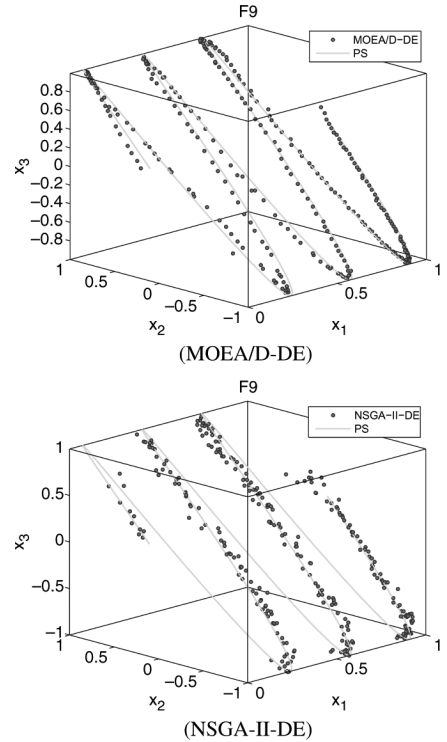 F9
MOEA/D-DE
PS
0.8
0.6
0.4
0.2
0
−0.2
−0.4
−0.6
−0.8
x3
1
0.5
0
−0.5
−1
x2
0
0.5
1
x1
(MOEA/D-DE)
F9
NSGA-II-DE
PS
1
0.5
0
−0.5
−1
x3
1
0.5
0
−0.5
−1
x2
0
0.5
1
x1
(NSGA-II-DE)